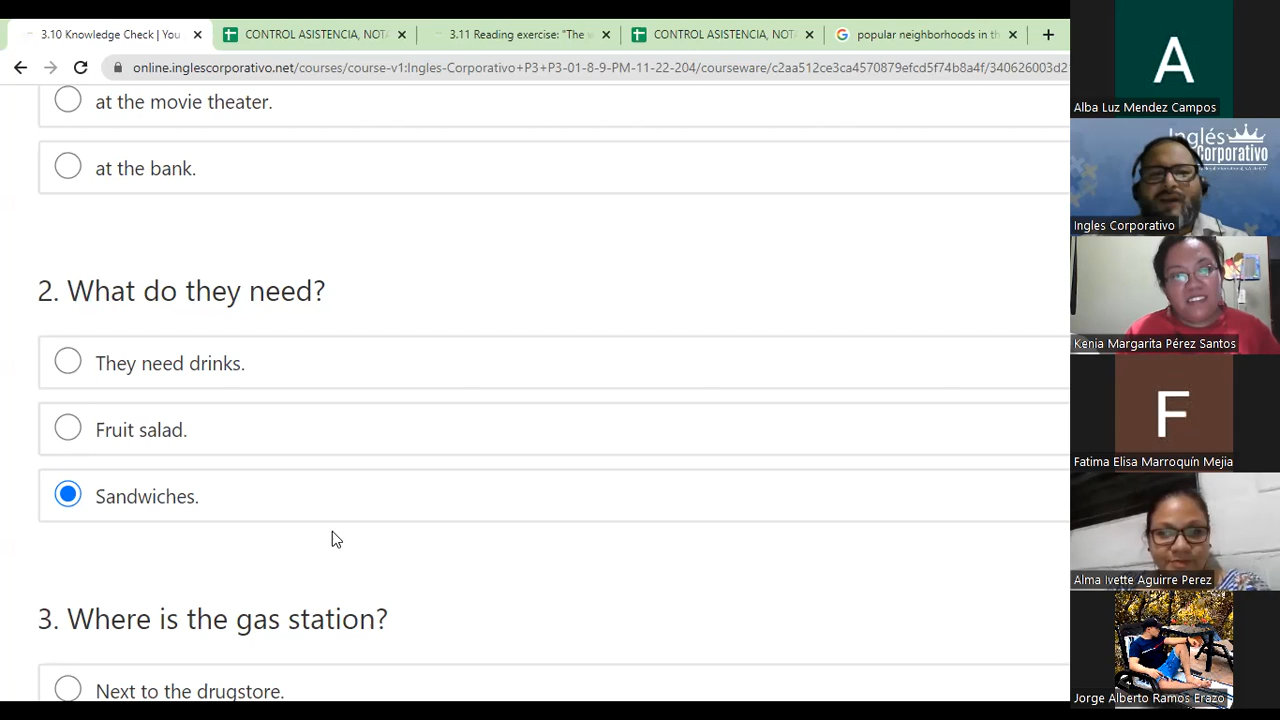 3.10 Knowledge Check | You
CONTROL ASISTENCIA, NOT
3.11 Reading exercise: "The w
CONTROL ASISTENCIA, NOT
popular neighborhoods in th
online.inglescorporativo.net/courses/course-v1:Ingles-Corporativo+P3+P3-01-8-9-PM-11-22-204/courseware/c2aa512ce3ca4570879efcd5f74b8a4f/340626003d2
at the movie theater.
at the bank.
2. What do they need?
They need drinks.
Fruit salad.
Sandwiches.
3. Where is the gas station?
Next to the drugstore.
A
Alba Luz Mendez Campos
Inglés
Corporativo
Ingles Corporativo
Kenia Margarita Pérez Santos
F
Fatima Elisa Marroquín Mejia
Alma Ivette Aguirre Perez
Jorge Alberto Ramos Erazo